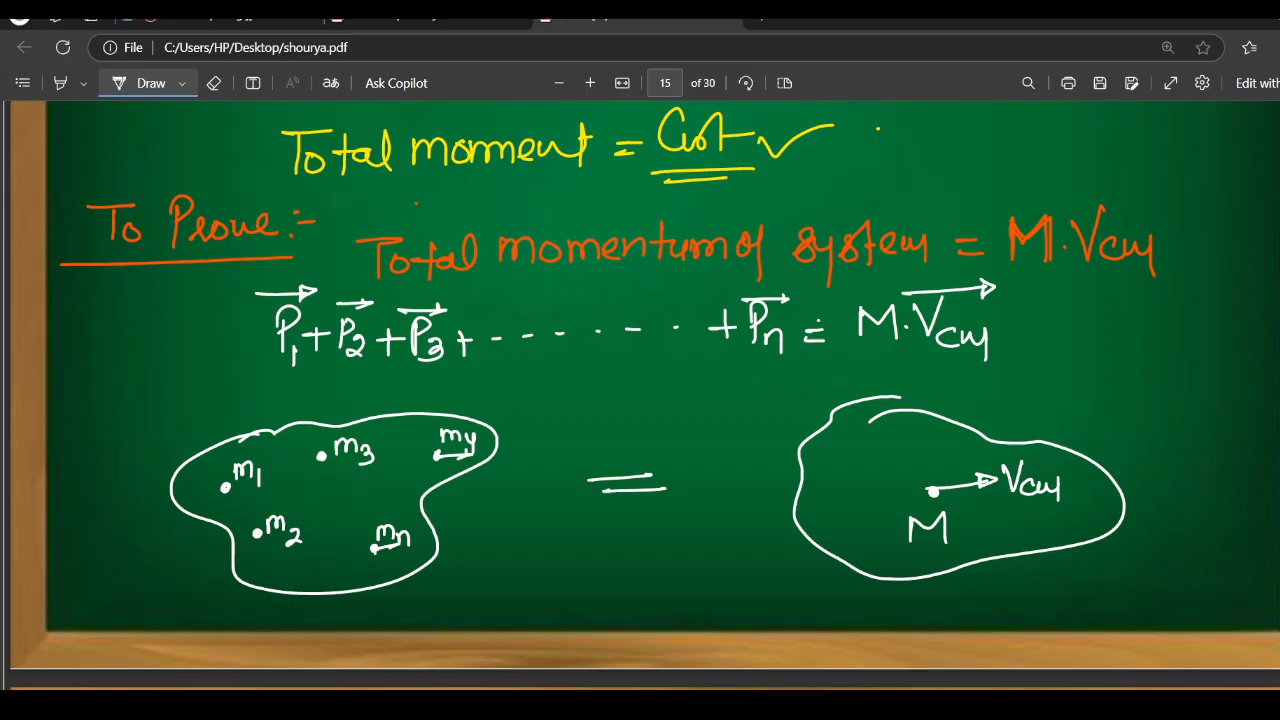 File C:/Users/HP/Desktop/shourya.pdf
Draw Ask Copilot 15 of 30 Edit with
Total moment = Cust ✓
To Prove:- Total momentum of system = M.Vcm
P1 + P2 + P3 + - - - - - - - + Pn = M.Vcm
m1 m3 m4
m2 mn
=
Vcm
M